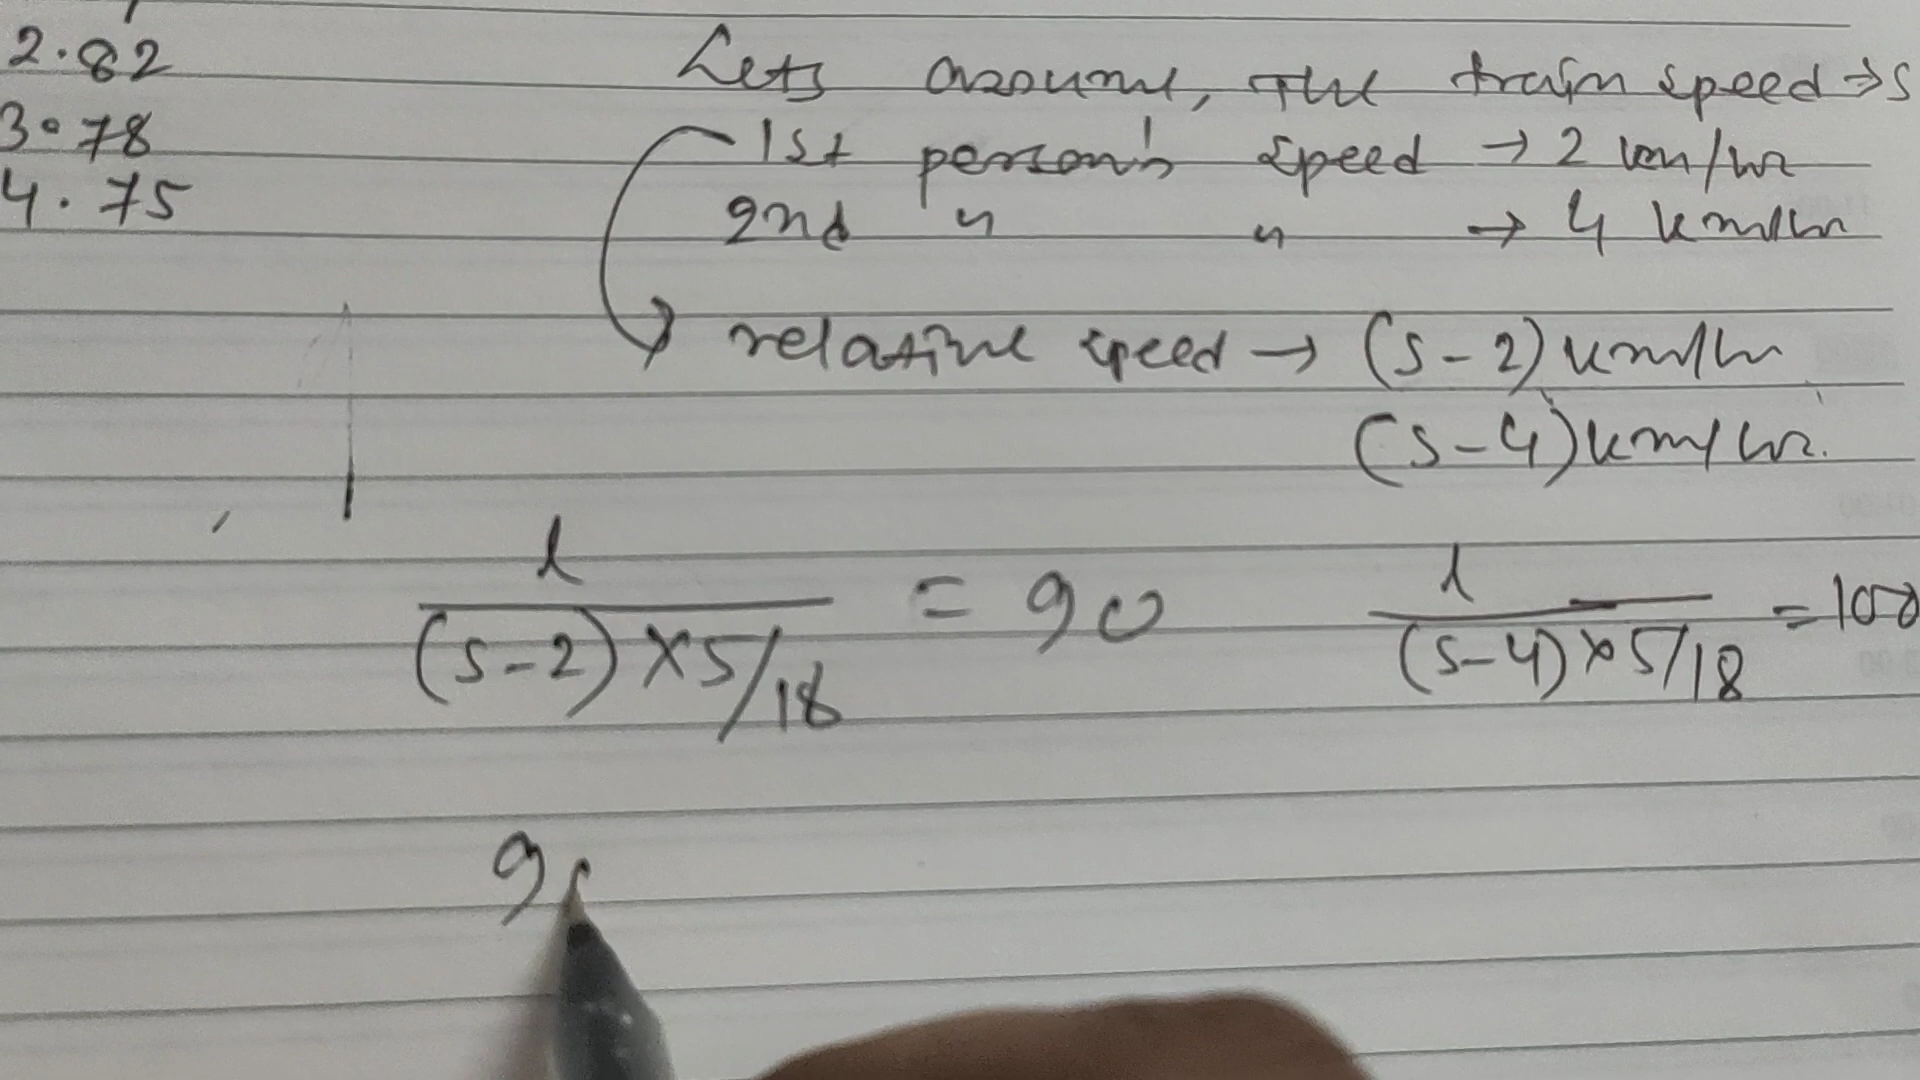 2. 82
3. 78
4. 75
Lets assume, The train speed → S
1st person's speed → 2 km/hr
2nd " " → 4 km/hr
relative speed → (S - 2) km/hr
(S - 4) km/hr.
l / (S - 2) × 5/18 = 90
l / (S - 4) × 5/18 = 100
9